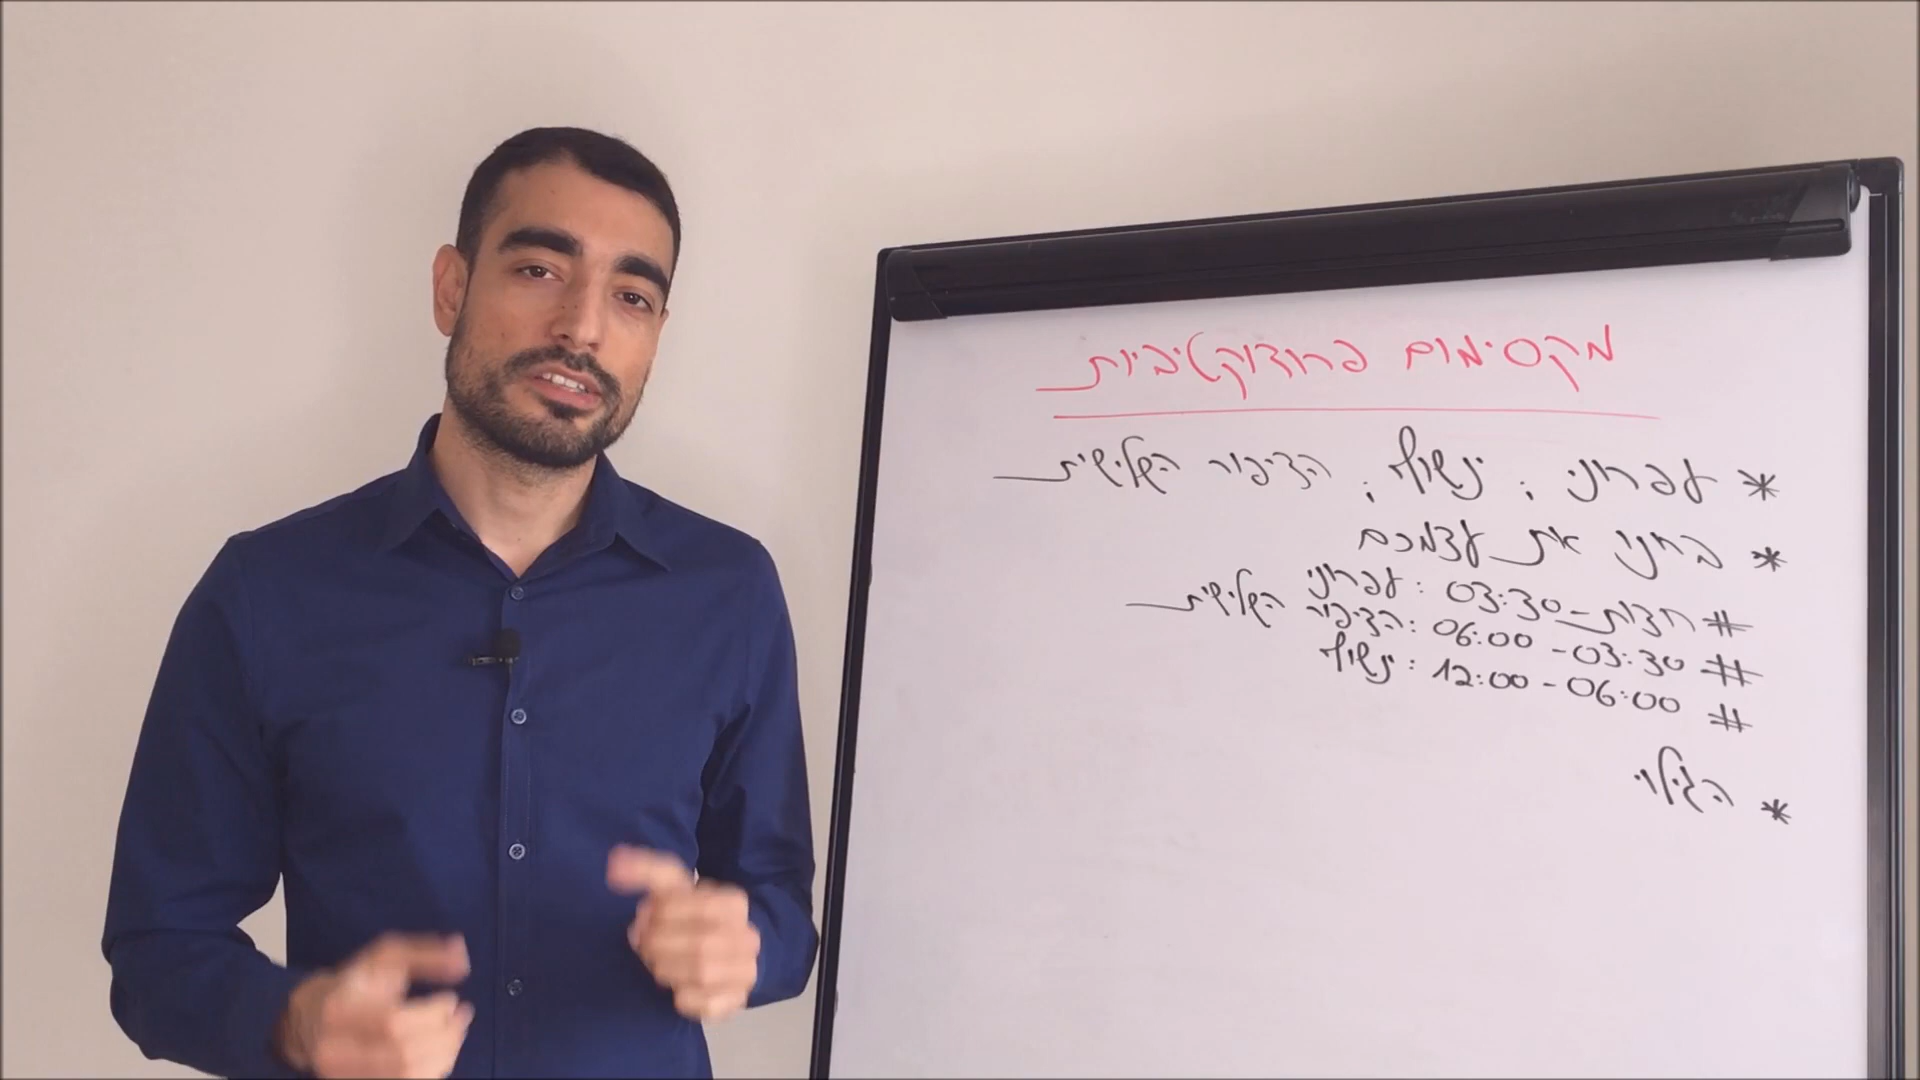 מקסימום פרודוקטיביות
* עפרוני; ינשוף; הציפור השלישית
* בחנו את עצמכם
# חצות-03:30: עפרוני
# 03:30-06:00: הציפור השלישית
# 06:00-12:00: ינשוף
* הגילוי